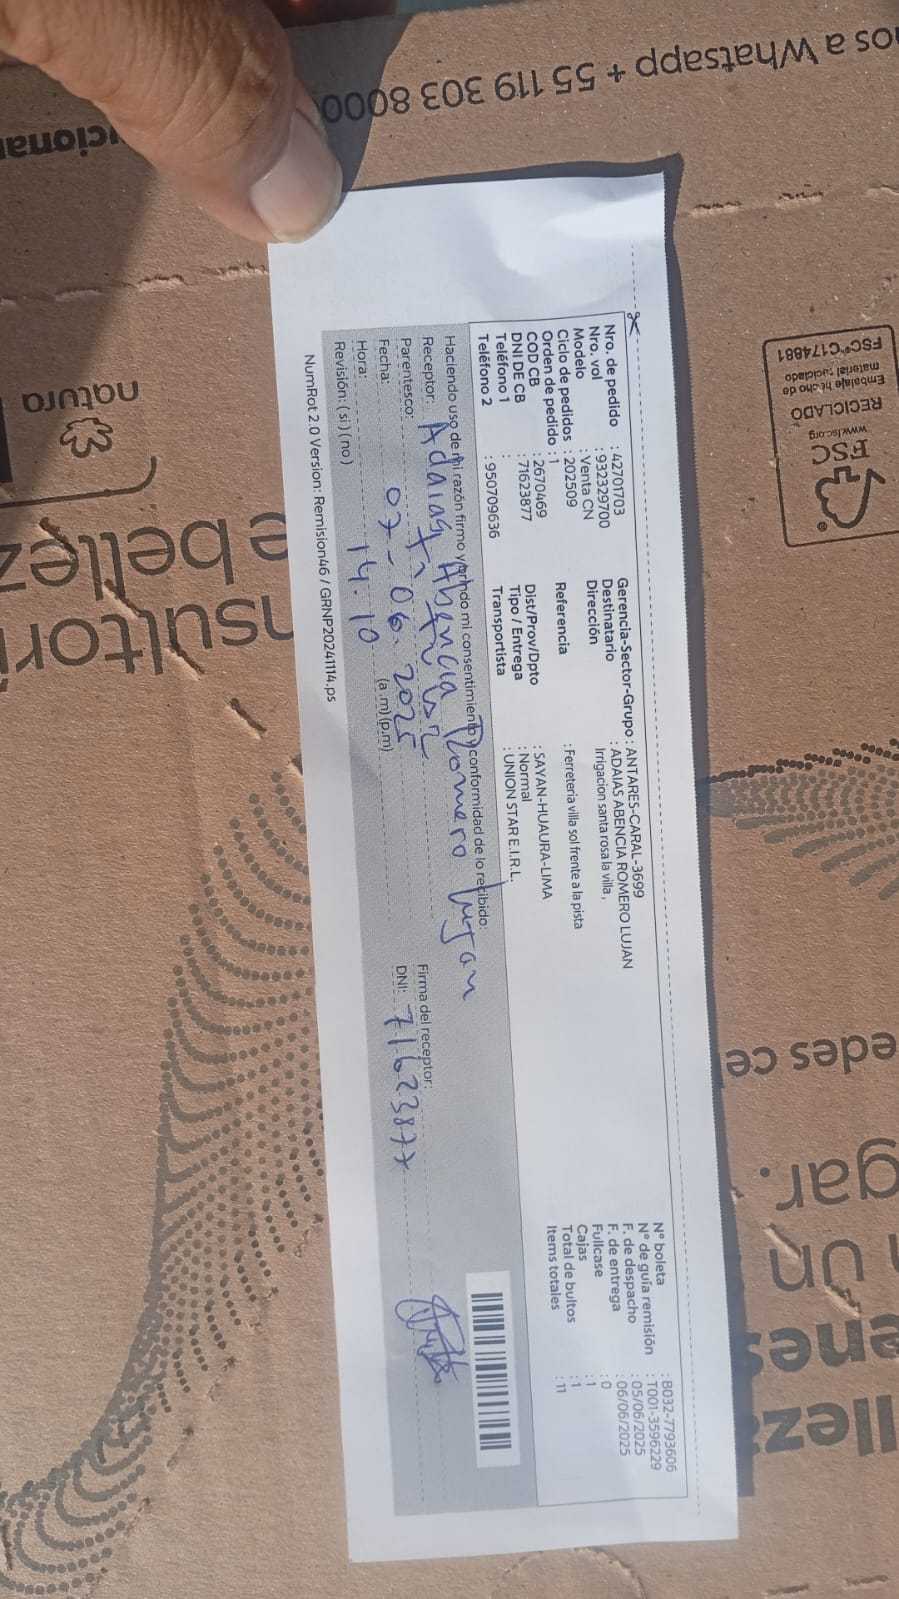 Nro. de pedido : 42701703
Nro. vol : 932329700
Modelo : Venta CN
Ciclo de pedidos : 202509
Orden de pedido : 1
COD CB : 2670469
DNI DE CB : 71623877
Teléfono 1 :
Teléfono 2 : 950709636
Gerencia-Sector-Grupo : ANTARES-CARAL-3699
Destinatario : ADAIAS ABENCIA ROMERO LUJAN
Dirección Irrigacion santa rosa la villa ,
Referencia : Ferreteria villa sol frente a la pista
Dist/Prov/Dpto : SAYAN-HUAURA-LIMA
Tipo / Entrega : Normal
Transportista : UNION STAR E.I.R.L.
N° boleta : B032-7793606
N° de guía remisión : T001-3596229
F. de despacho : 05/06/2025
F. de entrega : 06/06/2025
Fullcase : 0
Cajas : 1
Total de bultos : 1
Items totales : 11
Haciendo uso de mi razón firmo y brindo mi consentimiento y conformidad de lo recibido:
Receptor: Adaias Abencia Romero Lujan
Firma del receptor:
Parentesco:
DNI: 71623877
Fecha: 07-06-2025
Hora: 14:10 (a .m) (p.m)
Revisión: ( si ) ( no )
NumRot 2.0 Version: Remision46 / GRNP20241114.ps
os a Whatsapp + 55 119 303 8000
natura
FSC
www.fsc.org
RECICLADO
Embalaje hecho de
material reciclado
FSC® C174881